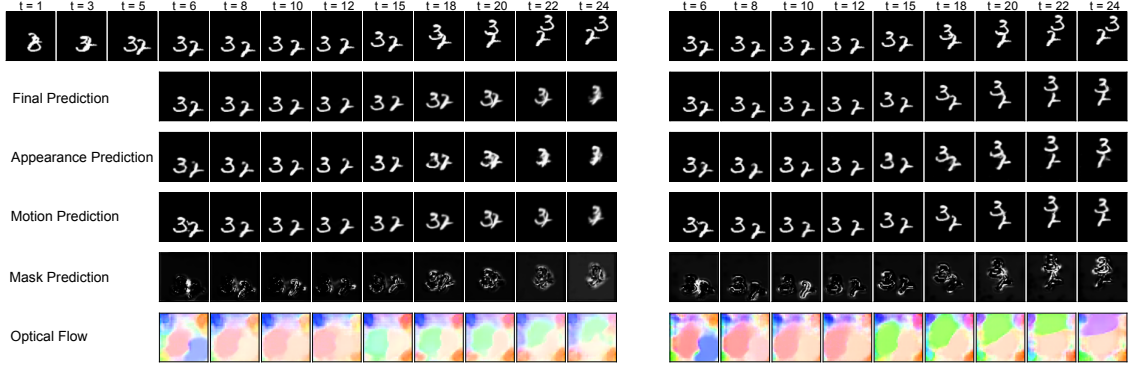 t = 1 t = 3 t = 5 t = 6 t = 8 t = 10 t = 12 t = 15 t = 18 t = 20 t = 22 t = 24 t = 6 t = 8 t = 10 t = 12 t = 15 t = 18 t = 20 t = 22 t = 24
Final Prediction
Appearance Prediction
Motion Prediction
Mask Prediction
Optical Flow